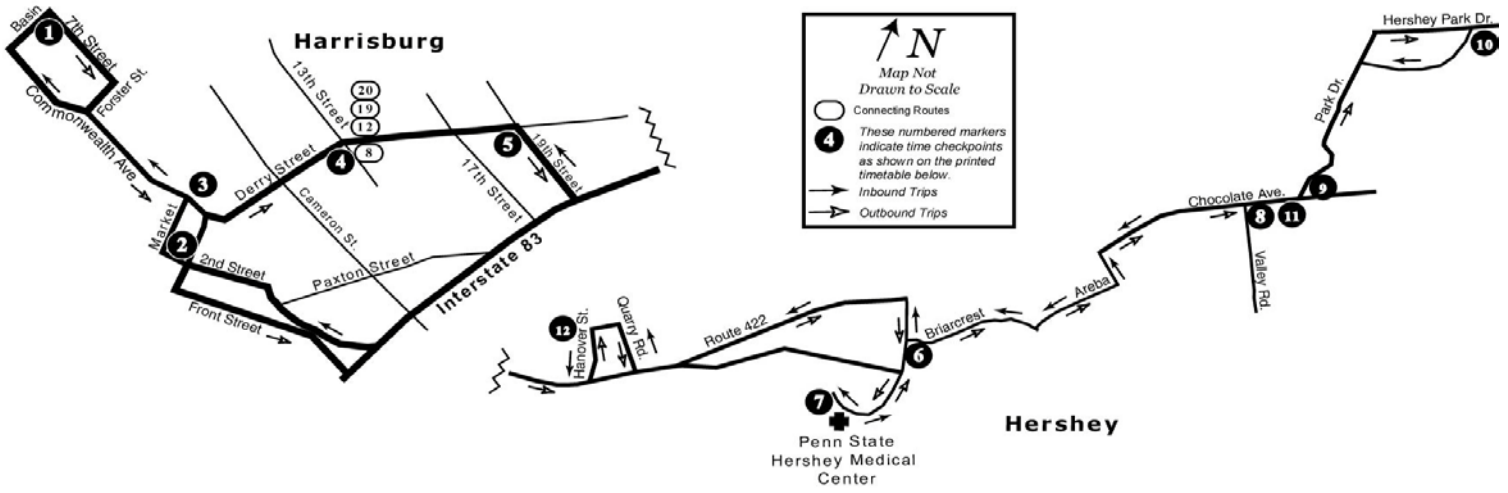 Basin
7th Street
1
Forster St.
Commonwealth Ave
Harrisburg
13th Street
20
19
12
8
4
5
19th Street
17th Street
Derry Street
Cameron St.
3
Market
2
2nd Street
Paxton Street
Front Street
Interstate 83
N
Map Not
Drawn to Scale
Connecting Routes
4
These numbered markers
indicate time checkpoints
as shown on the printed
timetable below.
Inbound Trips
Outbound Trips
Hershey Park Dr.
10
Park Dr.
9
Chocolate Ave.
8
11
Valley Rd.
Areba
Briarcrest
6
Route 422
Quarry Rd.
Hanover St.
12
7
Penn State
Hershey Medical
Center
Hershey